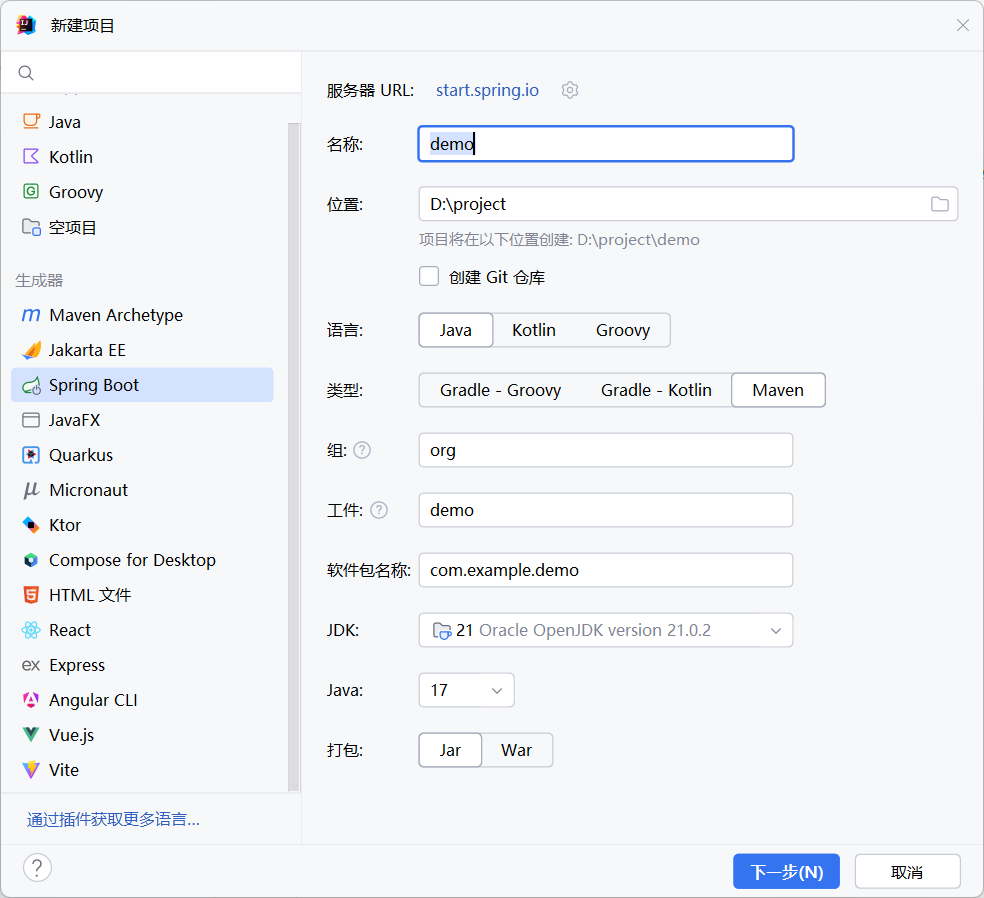 新建项目
Java
Kotlin
Groovy
空项目
生成器
Maven Archetype
Jakarta EE
Spring Boot
JavaFX
Quarkus
Micronaut
Ktor
Compose for Desktop
HTML 文件
React
ex Express
Angular CLI
Vue.js
Vite
通过插件获取更多语言...
服务器 URL: start.spring.io
名称: demo
位置: D:\project
项目将在以下位置创建: D:\project\demo
创建 Git 仓库
语言: Java Kotlin Groovy
类型: Gradle - Groovy Gradle - Kotlin Maven
组: ? org
工件: ? demo
软件包名称: com.example.demo
JDK: 21 Oracle OpenJDK version 21.0.2
Java: 17
打包: Jar War
? 下一步(N) 取消